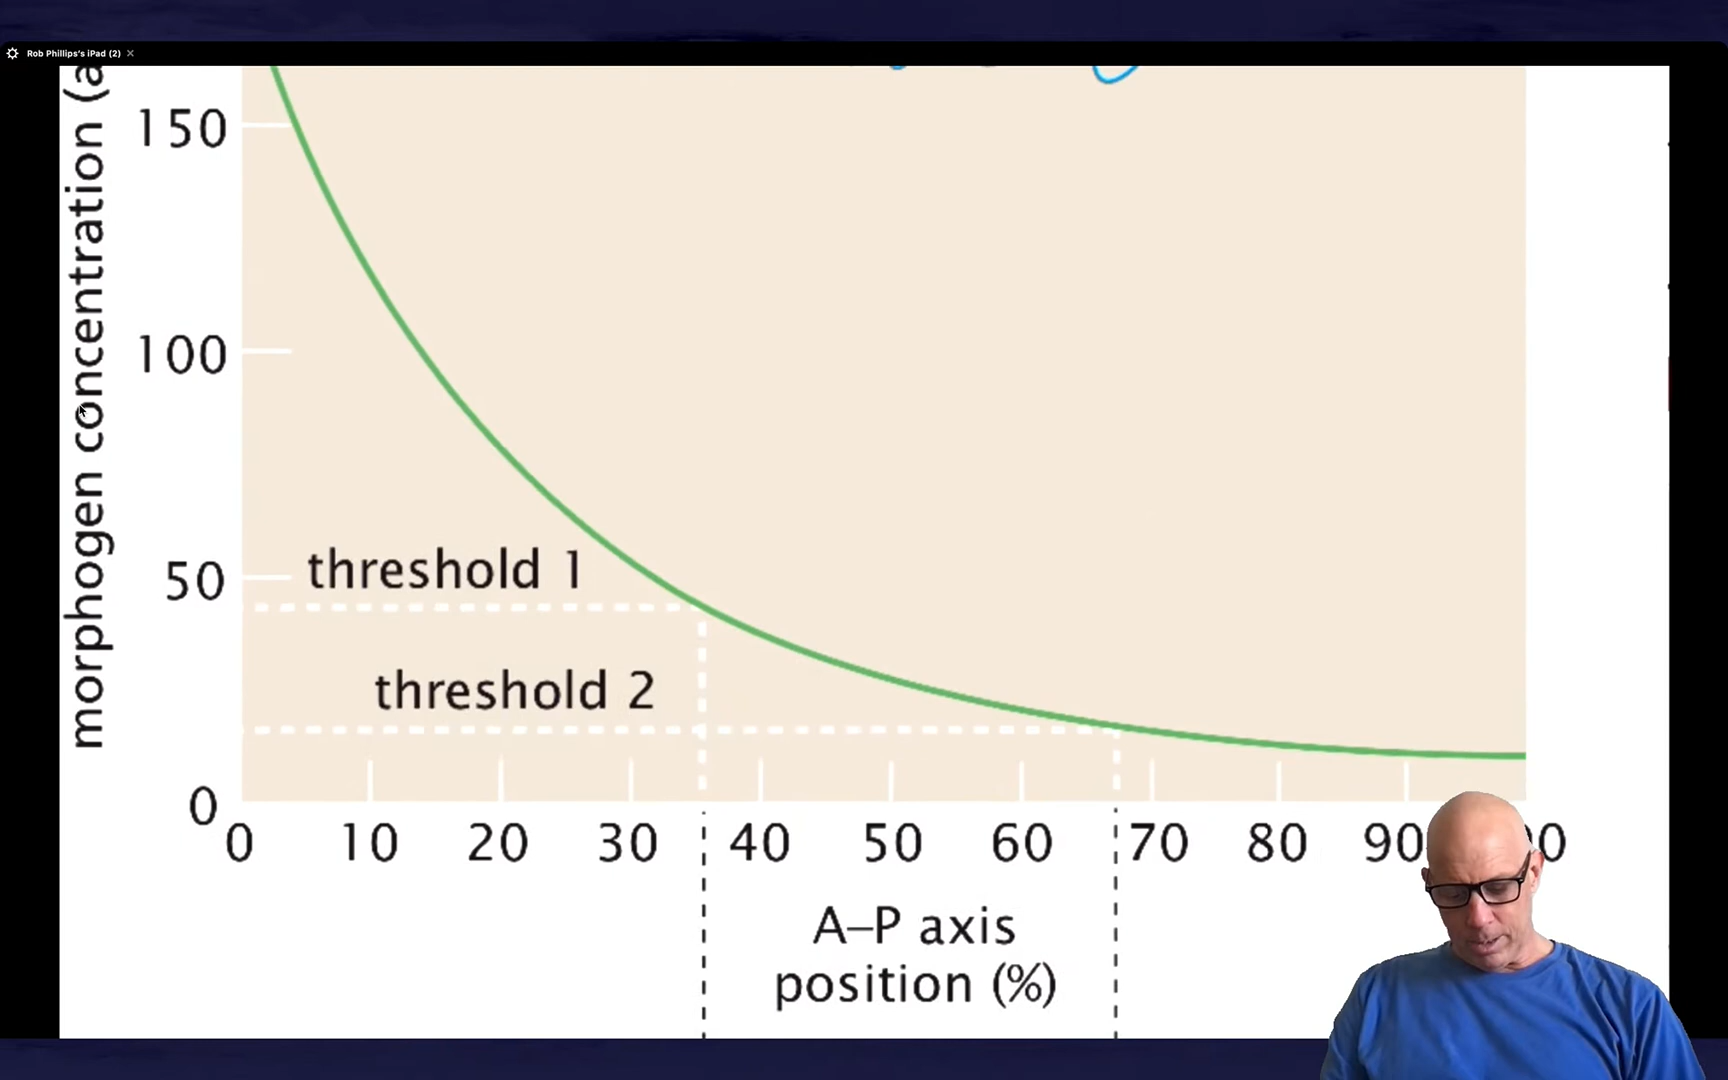 Rob Phillips's iPad (2)
morphogen concentration (a
150
100
50
0
threshold 1
threshold 2
0 10 20 30 40 50 60 70 80 90
A–P axis
position (%)